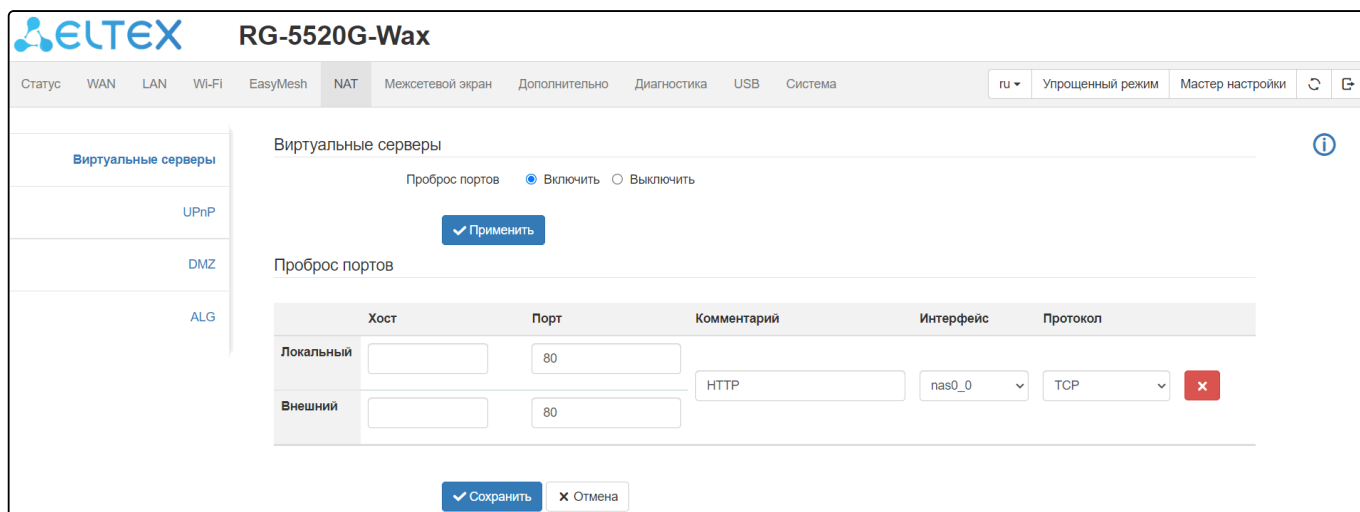 ELTEX RG-5520G-Wax
Статус WAN LAN Wi-Fi EasyMesh NAT Межсетевой экран Дополнительно Диагностика USB Система ru Упрощенный режим Мастер настройки
Виртуальные серверы
UPnP
DMZ
ALG
Виртуальные серверы
Проброс портов Включить Выключить
Применить
Проброс портов
Хост Порт Комментарий Интерфейс Протокол
Локальный 80
HTTP nas0_0 TCP
Внешний 80
Сохранить Отмена